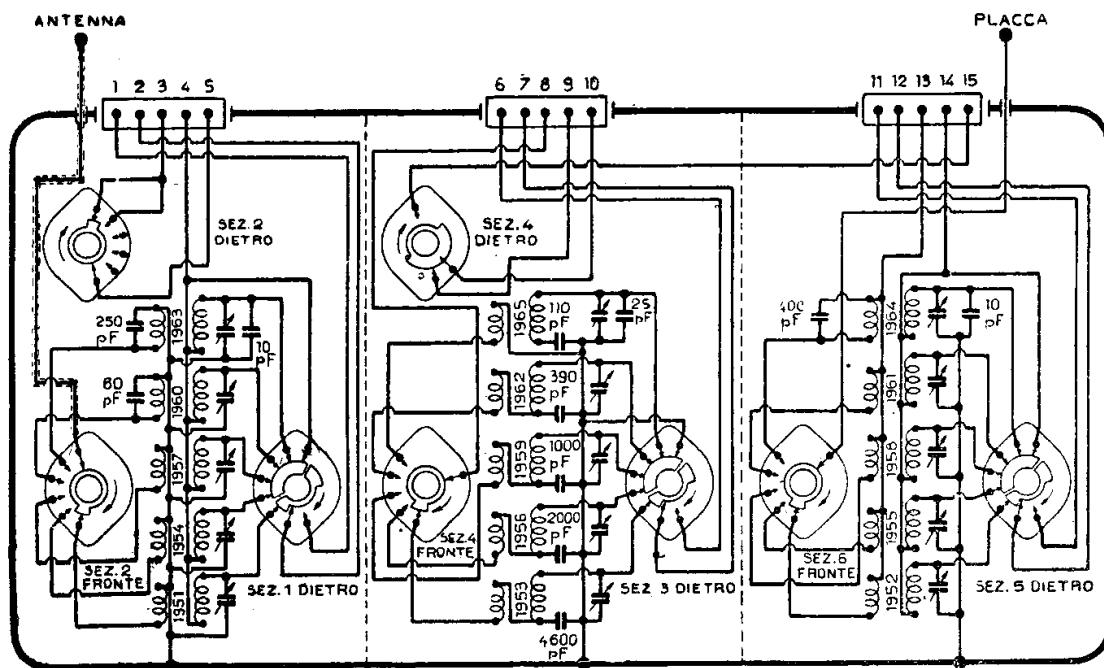 ANTENNA
PLACCA
1 2 3 4 5
6 7 8 9 10
11 12 13 14 15
SEZ. 2
DIETRO
SEZ. 4
DIETRO
250
pF
1963
10
pF
60
pF
1960
1957
1954
1951
SEZ. 2
FRONTE
SEZ. 1 DIETRO
1965
110
pF
25
pF
1962
390
pF
1959
1000
pF
1956
2000
pF
1953
4600
pF
SEZ. 4
FRONTE
SEZ 3 DIETRO
400
pF
1964
10
pF
1961
1958
1955
1952
SEZ. 6
FRONTE
SEZ. 5 DIETRO